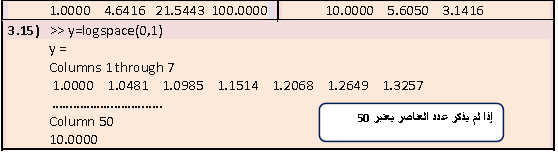 1.0000 4.6416 21.5443 100.0000 10.0000 5.6050 3.1416
3.15) >> y=logspace(0,1)
y =
Columns 1 through 7
1.0000 1.0481 1.0985 1.1514 1.2068 1.2649 1.3257
................................
Column 50
إذا لم يذكر عدد العناصر يعتبر 50
10.0000